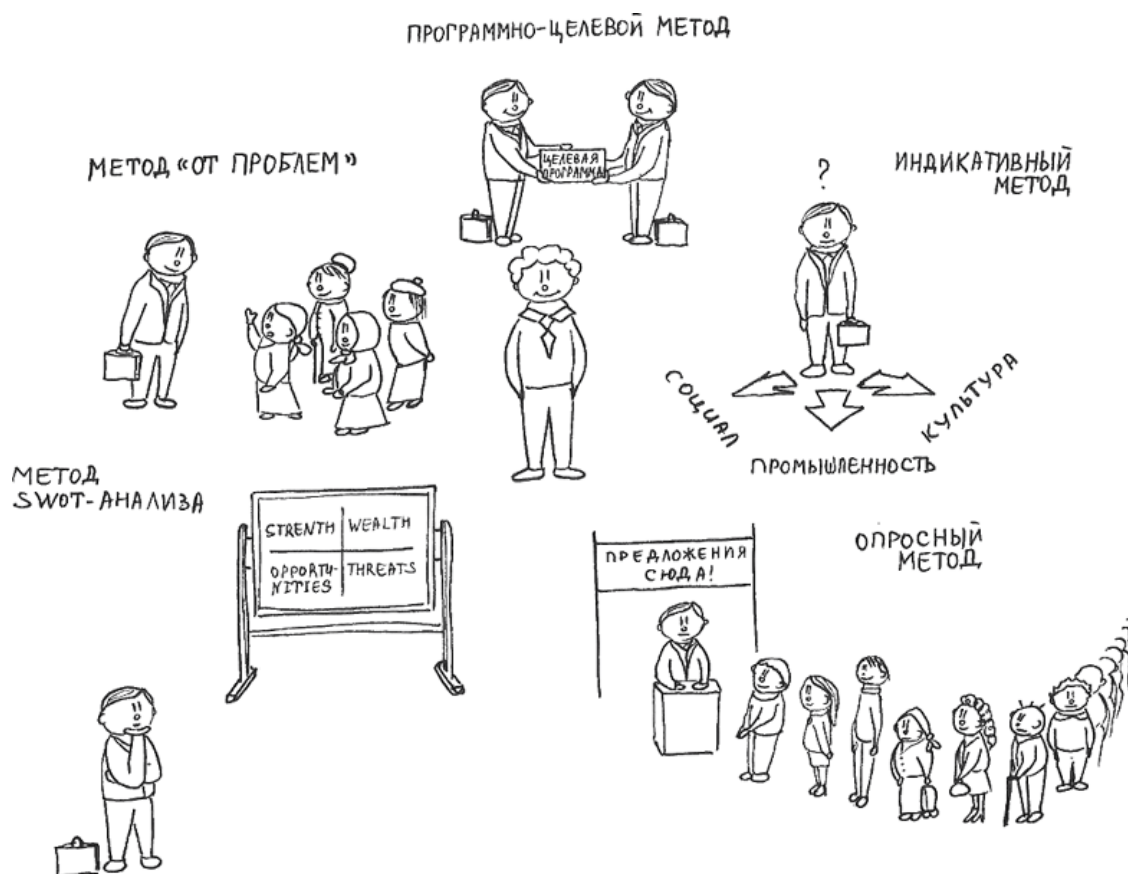 ПРОГРАММНО-ЦЕЛЕВОЙ МЕТОД
ЦЕЛЕВАЯ
ПРОГРАММА
МЕТОД «ОТ ПРОБЛЕМ»
?
ИНДИКАТИВНЫЙ
МЕТОД
СОЦИАЛ
КУЛЬТУРА
ПРОМЫШЛЕННОСТЬ
МЕТОД
SWOT-АНАЛИЗА
STRENTH WEALTH
OPPORTU- THREATS
NITIES
ОПРОСНЫЙ
МЕТОД
ПРЕДЛОЖЕНИЯ
СЮДА!